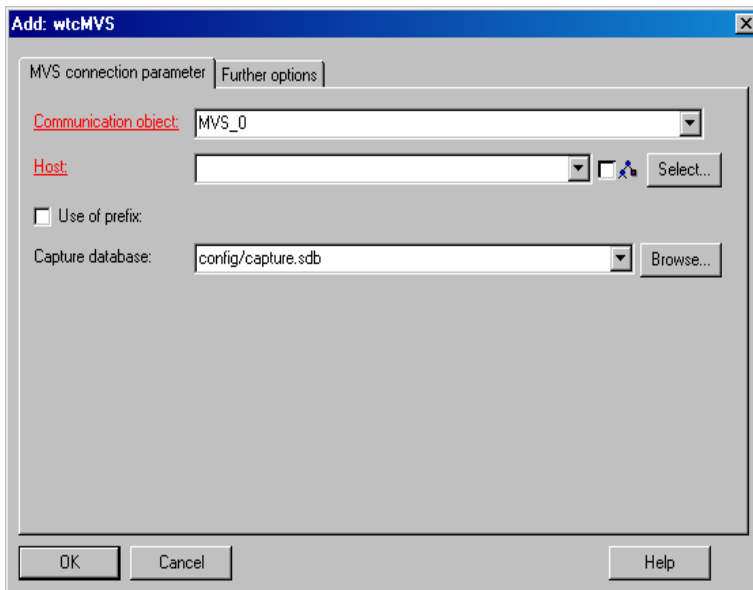 Add: wtcMVS
MVS connection parameter Further options
Communication object: MVS_0
Host: Select...
Use of prefix:
Capture database: config/capture.sdb Browse...
OK Cancel Help